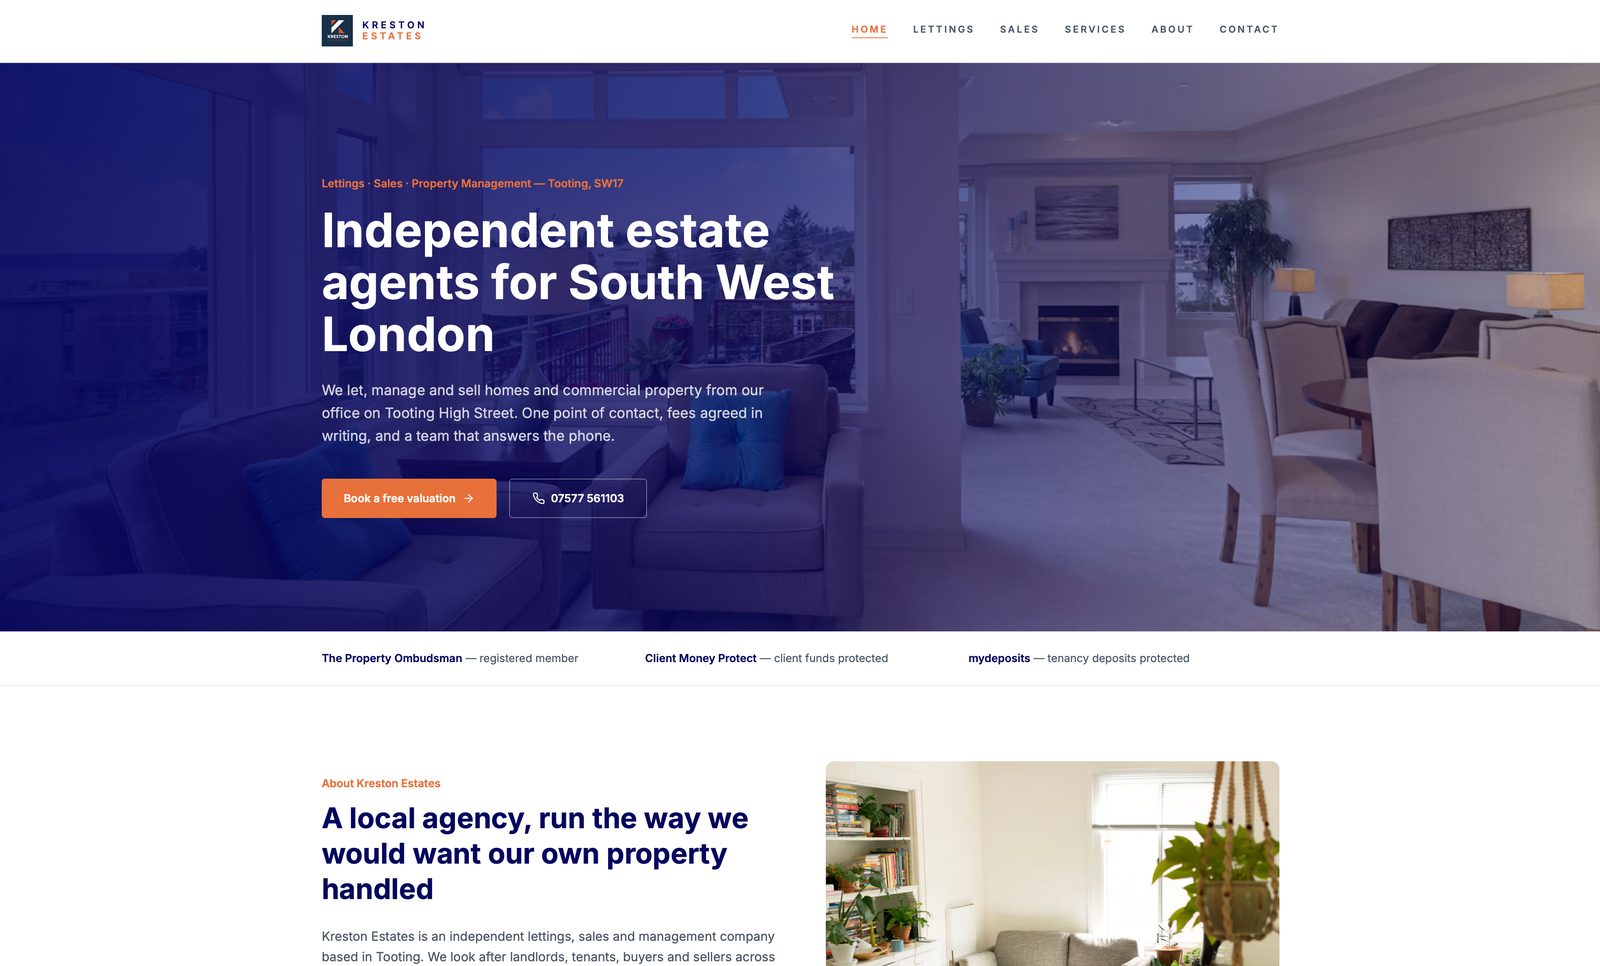 KRESTON
KRESTON
ESTATES
HOME
LETTINGS
SALES
SERVICES
ABOUT
CONTACT
Lettings · Sales · Property Management — Tooting, SW17
Independent estate
agents for South West
London
We let, manage and sell homes and commercial property from our
office on Tooting High Street. One point of contact, fees agreed in
writing, and a team that answers the phone.
Book a free valuation →
07577 561103
The Property Ombudsman — registered member
Client Money Protect — client funds protected
mydeposits — tenancy deposits protected
About Kreston Estates
A local agency, run the way we
would want our own property
handled
Kreston Estates is an independent lettings, sales and management company
based in Tooting. We look after landlords, tenants, buyers and sellers across